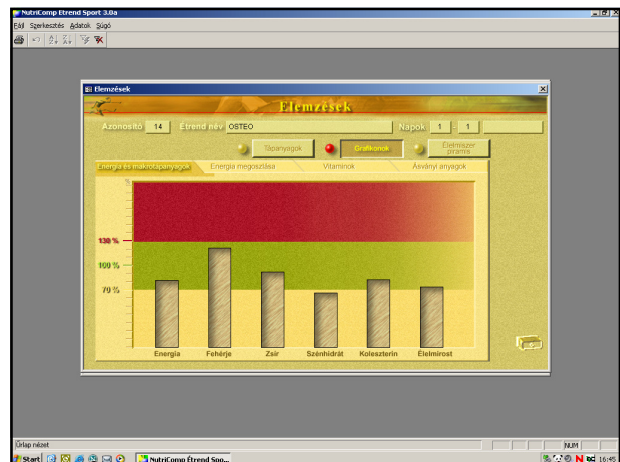 NutriComp Étrend Sport 3.0a
Fájl Szerkesztés Adatok Súgó
Elemzések
Elemzések
Azonosító 14 Étrend név OSTEO Napok 1 - 1
Tápanyagok Grafikonok Élelmiszer piramis
Energia és makrotápanyagok Energia megoszlása Vitaminok Ásványi anyagok
%
130 %
100 %
70 %
Energia Fehérje Zsír Szénhidrát Koleszterin Élelmirost
Űrlap nézet NUM
Start NutriComp Étrend Spo... 16:45